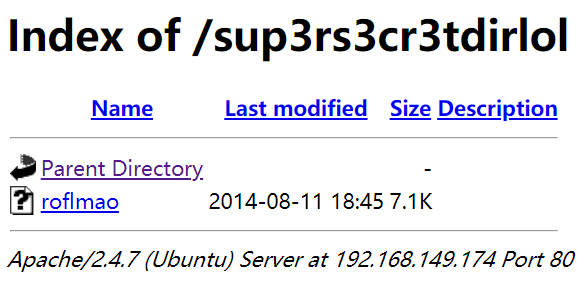 Index of /sup3rs3cr3tdirlol
Name Last modified Size Description
Parent Directory -
roflmao 2014-08-11 18:45 7.1K
Apache/2.4.7 (Ubuntu) Server at 192.168.149.174 Port 80